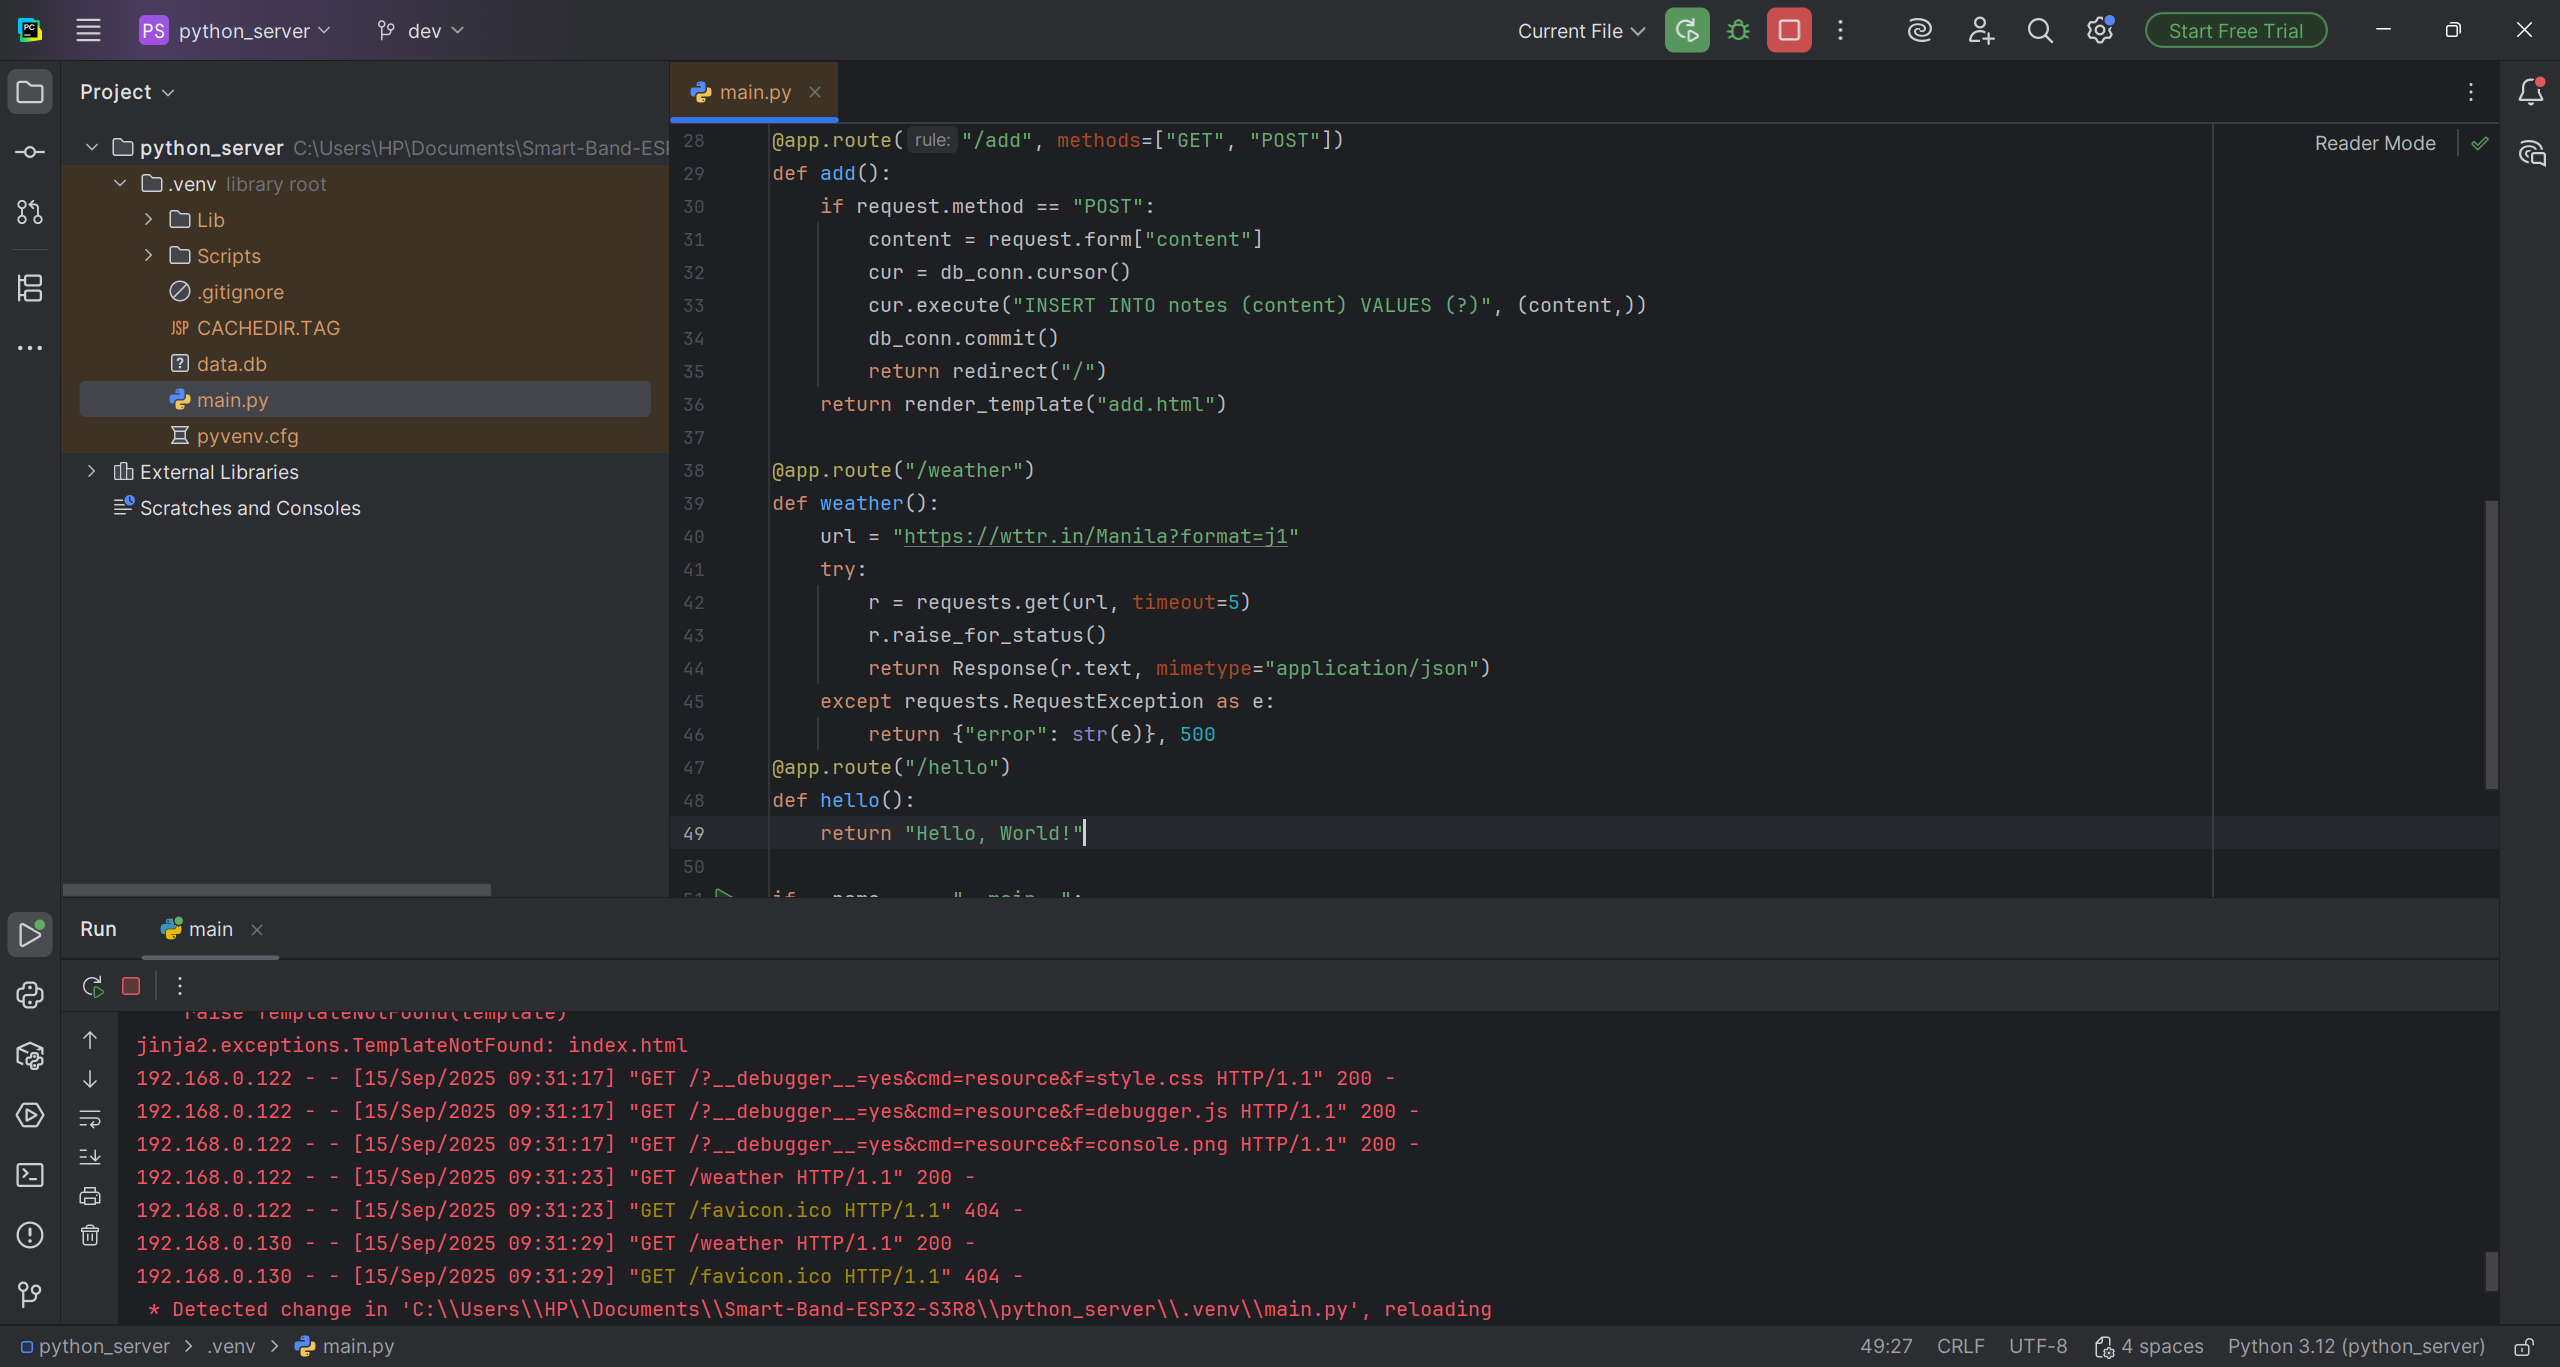 PS python_server dev Current File Start Free Trial
Project
main.py
python_server C:\Users\HP\Documents\Smart-Band-ESP
.venv library root
Lib
Scripts
.gitignore
JSP CACHEDIR.TAG
data.db
main.py
pyvenv.cfg
External Libraries
Scratches and Consoles
Reader Mode
28 @app.route( rule: "/add", methods=["GET", "POST"])
29 def add():
30 if request.method == "POST":
31 content = request.form["content"]
32 cur = db_conn.cursor()
33 cur.execute("INSERT INTO notes (content) VALUES (?)", (content,))
34 db_conn.commit()
35 return redirect("/")
36 return render_template("add.html")
37
38 @app.route("/weather")
39 def weather():
40 url = "https://wttr.in/Manila?format=j1"
41 try:
42 r = requests.get(url, timeout=5)
43 r.raise_for_status()
44 return Response(r.text, mimetype="application/json")
45 except requests.RequestException as e:
46 return {"error": str(e)}, 500
47 @app.route("/hello")
48 def hello():
49 return "Hello, World!"
50
Run main
raise TemplateNotFound(template)
jinja2.exceptions.TemplateNotFound: index.html
192.168.0.122 - - [15/Sep/2025 09:31:17] "GET /?__debugger__=yes&cmd=resource&f=style.css HTTP/1.1" 200 -
192.168.0.122 - - [15/Sep/2025 09:31:17] "GET /?__debugger__=yes&cmd=resource&f=debugger.js HTTP/1.1" 200 -
192.168.0.122 - - [15/Sep/2025 09:31:17] "GET /?__debugger__=yes&cmd=resource&f=console.png HTTP/1.1" 200 -
192.168.0.122 - - [15/Sep/2025 09:31:23] "GET /weather HTTP/1.1" 200 -
192.168.0.122 - - [15/Sep/2025 09:31:23] "GET /favicon.ico HTTP/1.1" 404 -
192.168.0.130 - - [15/Sep/2025 09:31:29] "GET /weather HTTP/1.1" 200 -
192.168.0.130 - - [15/Sep/2025 09:31:29] "GET /favicon.ico HTTP/1.1" 404 -
* Detected change in 'C:\\Users\\HP\\Documents\\Smart-Band-ESP32-S3R8\\python_server\\.venv\\main.py', reloading
python_server > .venv > main.py 49:27 CRLF UTF-8 4 spaces Python 3.12 (python_server)